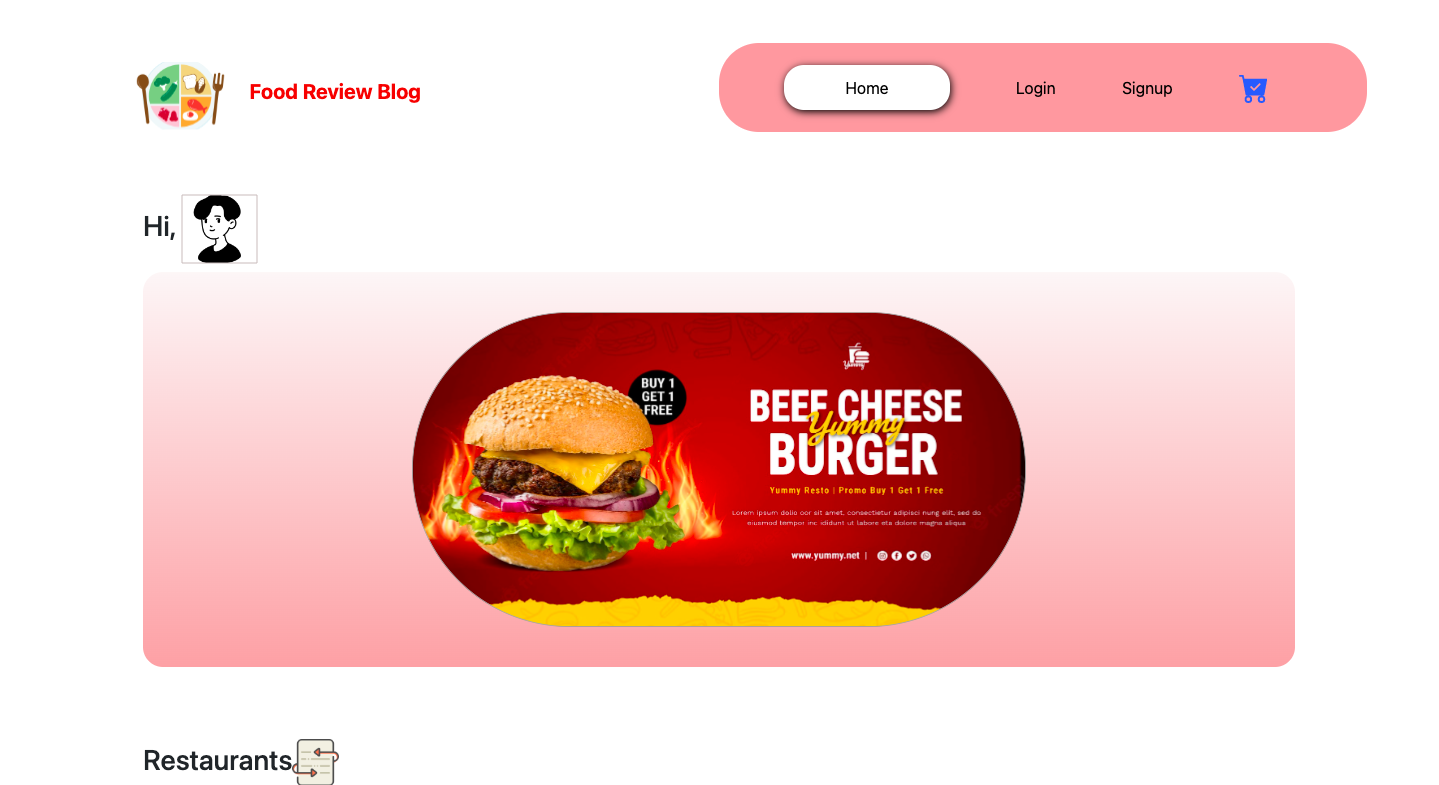 Food Review Blog
Home
Login
Signup
Hi,
BUY 1
GET 1
FREE
Yummy
BEEF CHEESE
Yummy
BURGER
Yummy Resto | Promo Buy 1 Get 1 Free
Lorem ipsum dolio oor sit amet, consectetur adipisci nung elit, sed do
eiusmod tempor inc ididunt ut labore eta dolore magna aliqua
www.yummy.net |
Restaurants